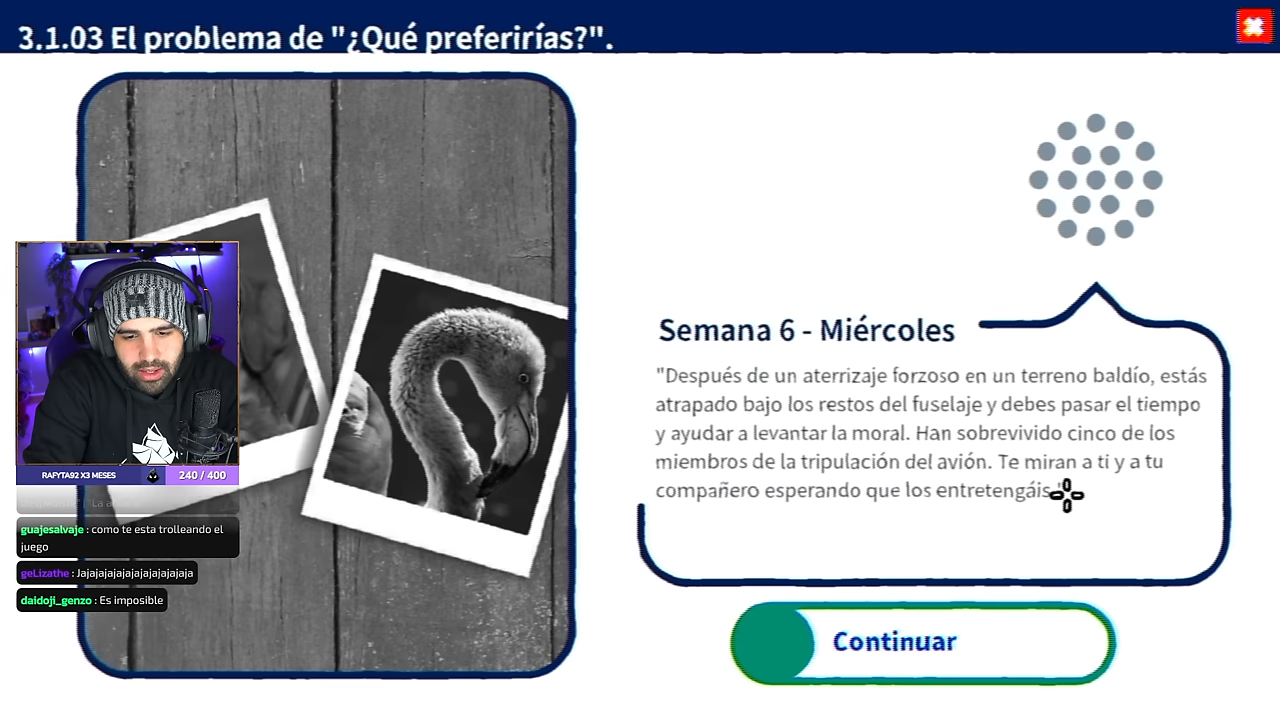 3.1.03 El problema de "¿Qué preferirías?".
Semana 6 - Miércoles
"Después de un aterrizaje forzoso en un terreno baldío, estás
atrapado bajo los restos del fuselaje y debes pasar el tiempo
y ayudar a levantar la moral. Han sobrevivido cinco de los
miembros de la tripulación del avión. Te miran a ti y a tu
compañero esperando que los entretengáis."
Continuar
RAFYTA92 X3 MESES
240 / 400
guajesalvaje : como te esta trolleando el
juego
geLizathe : Jajajajajajajajajajajaja
daidoji_genzo : Es imposible